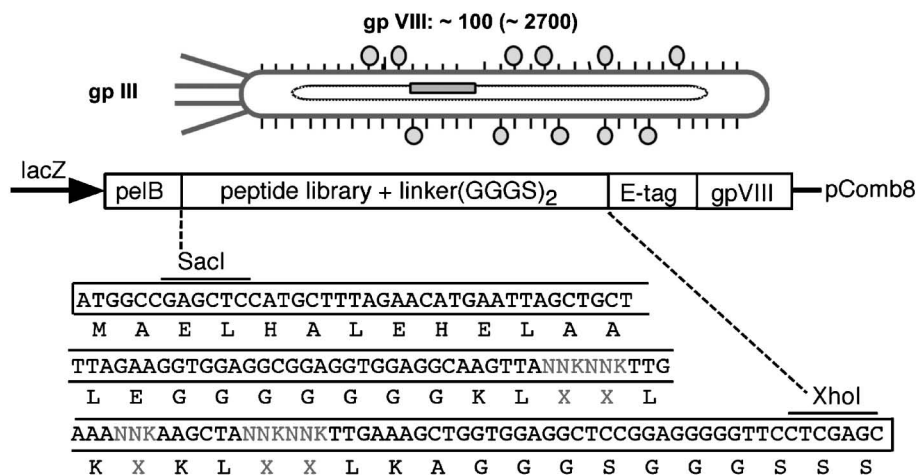 gp VIII: ~ 100 (~ 2700)
gp III
lacZ
pelB peptide library + linker(GGGS)2 E-tag gpVIII pComb8
SacI
ATGGCCGAGCTCCATGCTTTAGAACATGAATTAGCTGCT
M A E L H A L E H E L A A
TTAGAAGGTGGAGGCGGAGGTGGAGGCAAGTTANNKNNKTTG
L E G G G G G G G K L X X L
XhoI
AAANNKAAGCTANNKNNKTTGAAAGCTGGTGGAGGCTCCGGAGGGGGTTCCTCGAGC
K X K L X X L K A G G G S G G G S S S